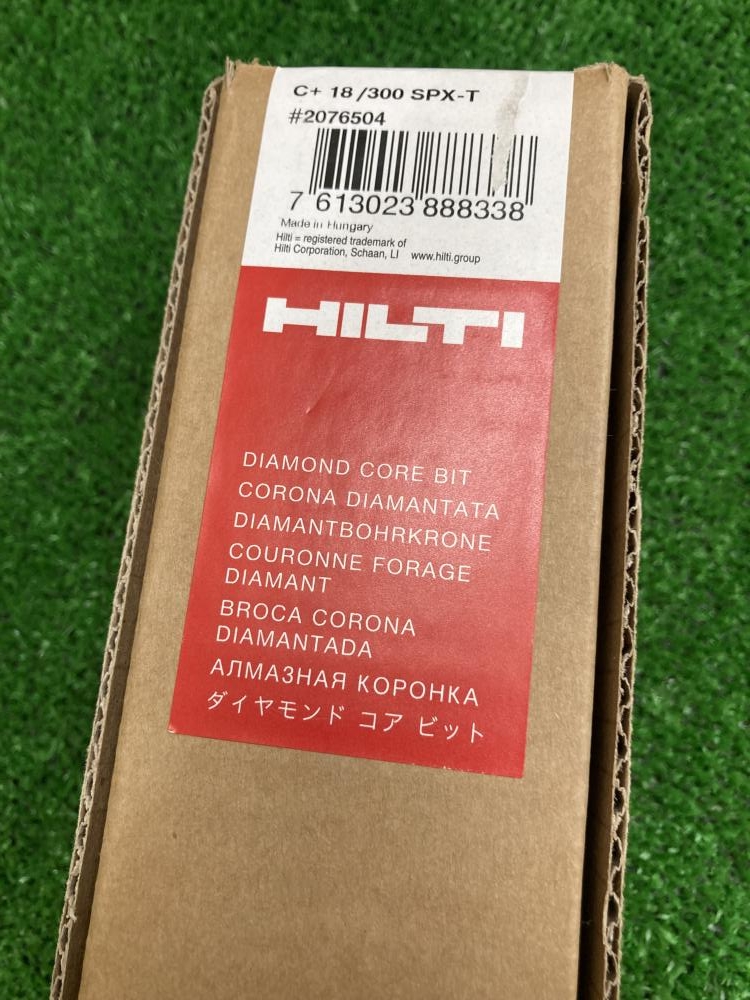 C+ 18 /300 SPX-T
#2076504
7 613023 888338
Made in Hungary
Hilti = registered trademark of
Hilti Corporation, Schaan, LI www.hilti.group
HILTI
DIAMOND CORE BIT
CORONA DIAMANTATA
DIAMANTBOHRKRONE
COURONNE FORAGE
DIAMANT
BROCA CORONA
DIAMANTADA
АЛМАЗНАЯ КОРОНКА
ダイヤモンド コア ビット